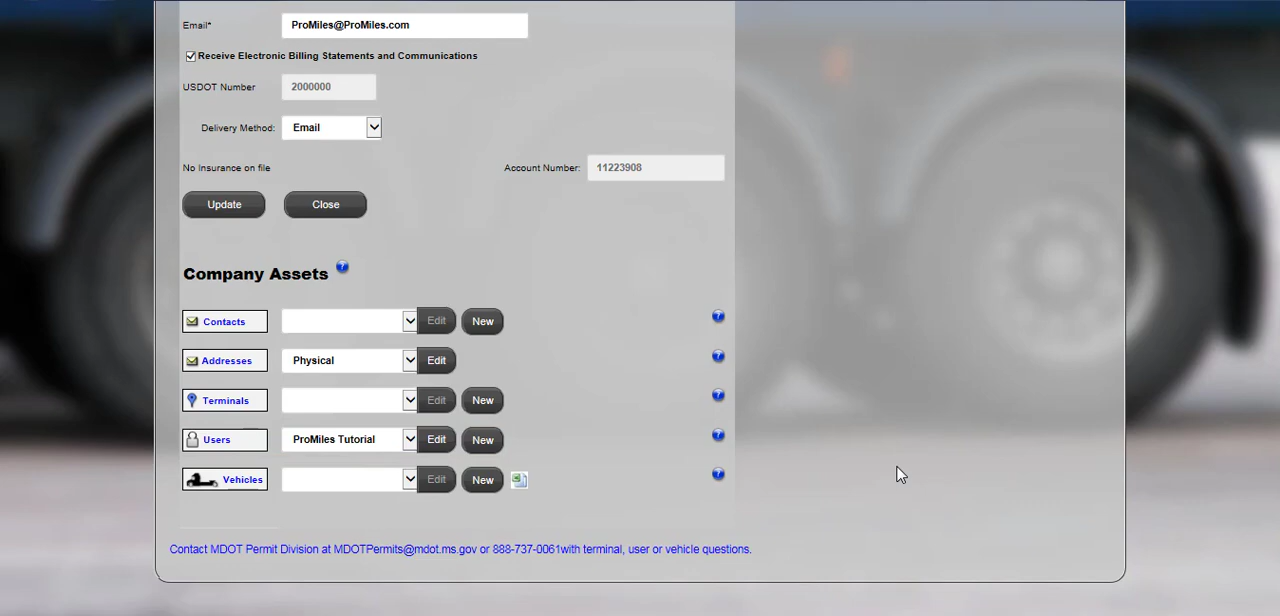 Email* ProMiles@ProMiles.com
Receive Electronic Billing Statements and Communications
USDOT Number 2000000
Delivery Method: Email
No Insurance on file Account Number: 11223908
Update Close
Company Assets ?
Contacts Edit New ?
Addresses Physical Edit ?
Terminals Edit New ?
Users ProMiles Tutorial Edit New ?
Vehicles Edit New ?
Contact MDOT Permit Division at MDOTPermits@mdot.ms.gov or 888-737-0061with terminal, user or vehicle questions.